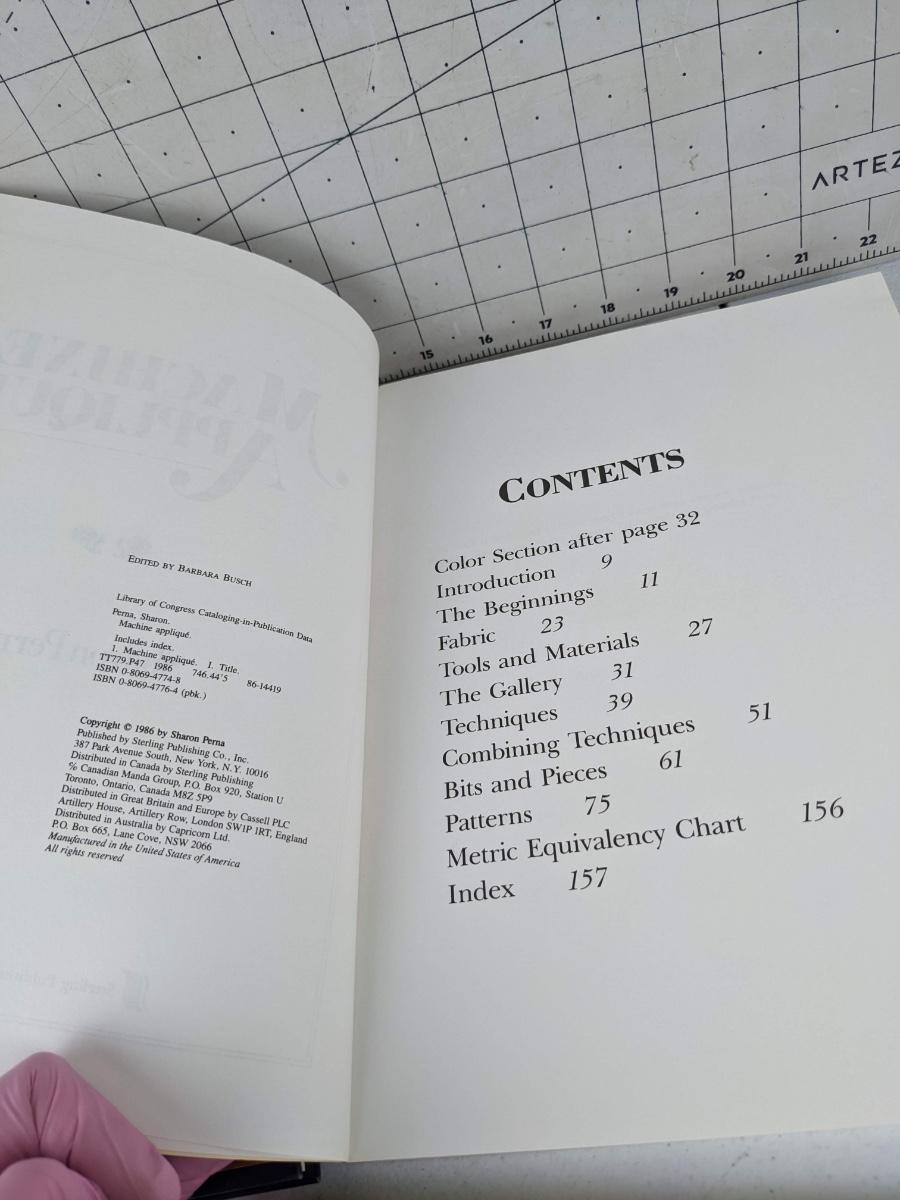 ARTEZ
15 16 17 18 19 20 21 22
EDITED BY BARBARA BUSCH
Library of Congress Cataloging-in-Publication Data
Perna, Sharon.
Machine appliqué.
Includes index.
1. Machine appliqué. I. Title.
TT779.P47 1986 746.44'5 86-14419
ISBN 0-8069-4774-8
ISBN 0-8069-4776-4 (pbk.)
Copyright © 1986 by Sharon Perna
Published by Sterling Publishing Co., Inc.
387 Park Avenue South, New York, N.Y. 10016
Distributed in Canada by Sterling Publishing
% Canadian Manda Group, P.O. Box 920, Station U
Toronto, Ontario, Canada M8Z 5P9
Distributed in Great Britain and Europe by Cassell PLC
Artillery House, Artillery Row, London SW1P 1RT, England
Distributed in Australia by Capricorn Ltd.
P.O. Box 665, Lane Cove, NSW 2066
Manufactured in the United States of America
All rights reserved
CONTENTS
Color Section after page 32
Introduction 9
The Beginnings 11
Fabric 23
Tools and Materials 27
The Gallery 31
Techniques 39
Combining Techniques 51
Bits and Pieces 61
Patterns 75
Metric Equivalency Chart 156
Index 157